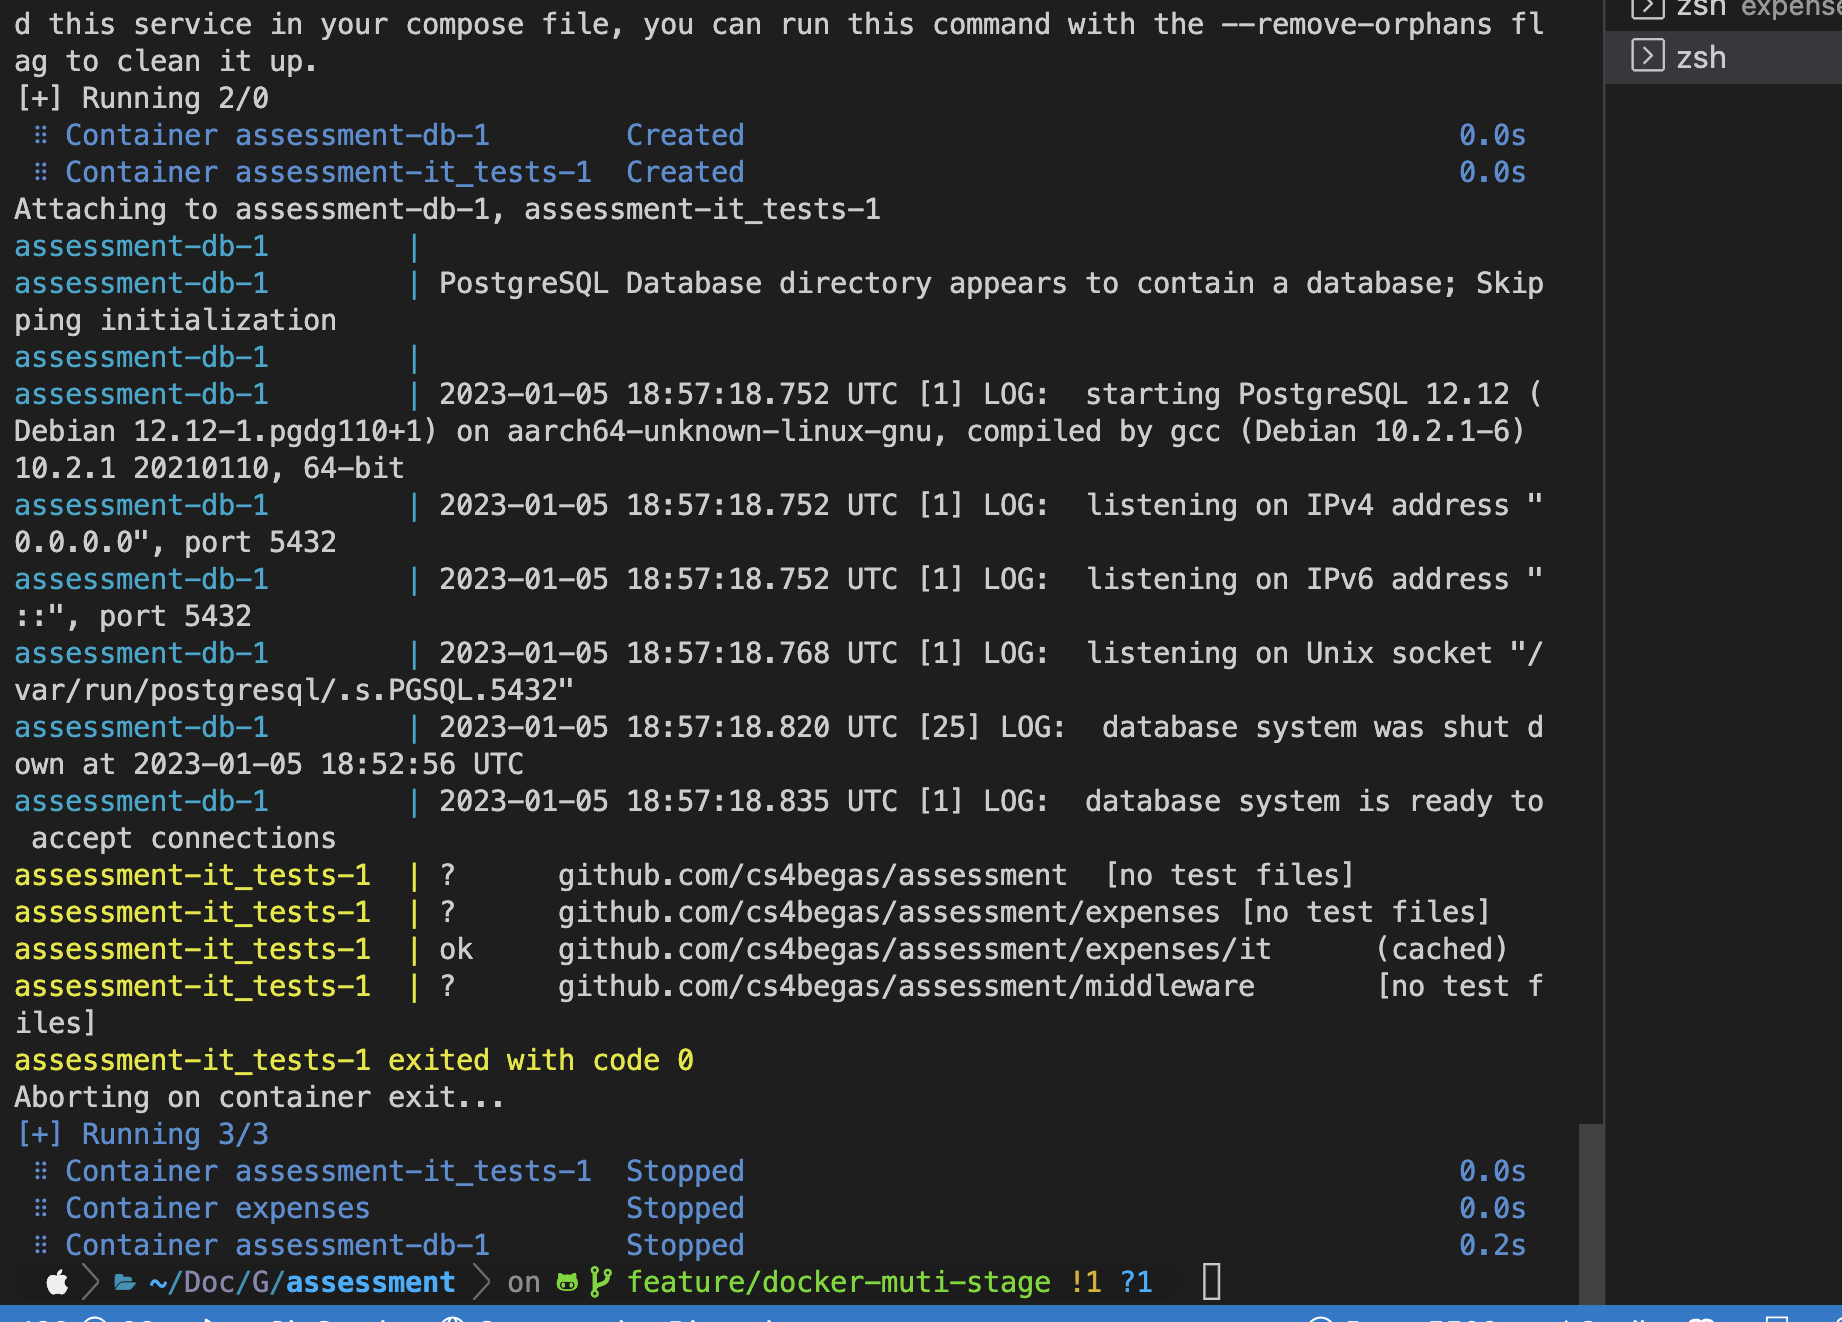 d this service in your compose file, you can run this command with the --remove-orphans fl
ag to clean it up.
[+] Running 2/0
⠿ Container assessment-db-1        Created        0.0s
⠿ Container assessment-it_tests-1  Created        0.0s
Attaching to assessment-db-1, assessment-it_tests-1
assessment-db-1        |
assessment-db-1        | PostgreSQL Database directory appears to contain a database; Skip
ping initialization
assessment-db-1        |
assessment-db-1        | 2023-01-05 18:57:18.752 UTC [1] LOG:  starting PostgreSQL 12.12 (
Debian 12.12-1.pgdg110+1) on aarch64-unknown-linux-gnu, compiled by gcc (Debian 10.2.1-6)
10.2.1 20210110, 64-bit
assessment-db-1        | 2023-01-05 18:57:18.752 UTC [1] LOG:  listening on IPv4 address "
0.0.0.0", port 5432
assessment-db-1        | 2023-01-05 18:57:18.752 UTC [1] LOG:  listening on IPv6 address "
::", port 5432
assessment-db-1        | 2023-01-05 18:57:18.768 UTC [1] LOG:  listening on Unix socket "/
var/run/postgresql/.s.PGSQL.5432"
assessment-db-1        | 2023-01-05 18:57:18.820 UTC [25] LOG:  database system was shut d
own at 2023-01-05 18:52:56 UTC
assessment-db-1        | 2023-01-05 18:57:18.835 UTC [1] LOG:  database system is ready to
 accept connections
assessment-it_tests-1  | ?      github.com/cs4begas/assessment  [no test files]
assessment-it_tests-1  | ?      github.com/cs4begas/assessment/expenses [no test files]
assessment-it_tests-1  | ok     github.com/cs4begas/assessment/expenses/it      (cached)
assessment-it_tests-1  | ?      github.com/cs4begas/assessment/middleware       [no test f
iles]
assessment-it_tests-1 exited with code 0
Aborting on container exit...
[+] Running 3/3
⠿ Container assessment-it_tests-1  Stopped        0.0s
⠿ Container expenses               Stopped        0.0s
⠿ Container assessment-db-1        Stopped        0.2s
~/Doc/G/assessment on feature/docker-muti-stage !1 ?1
zsh expense
zsh